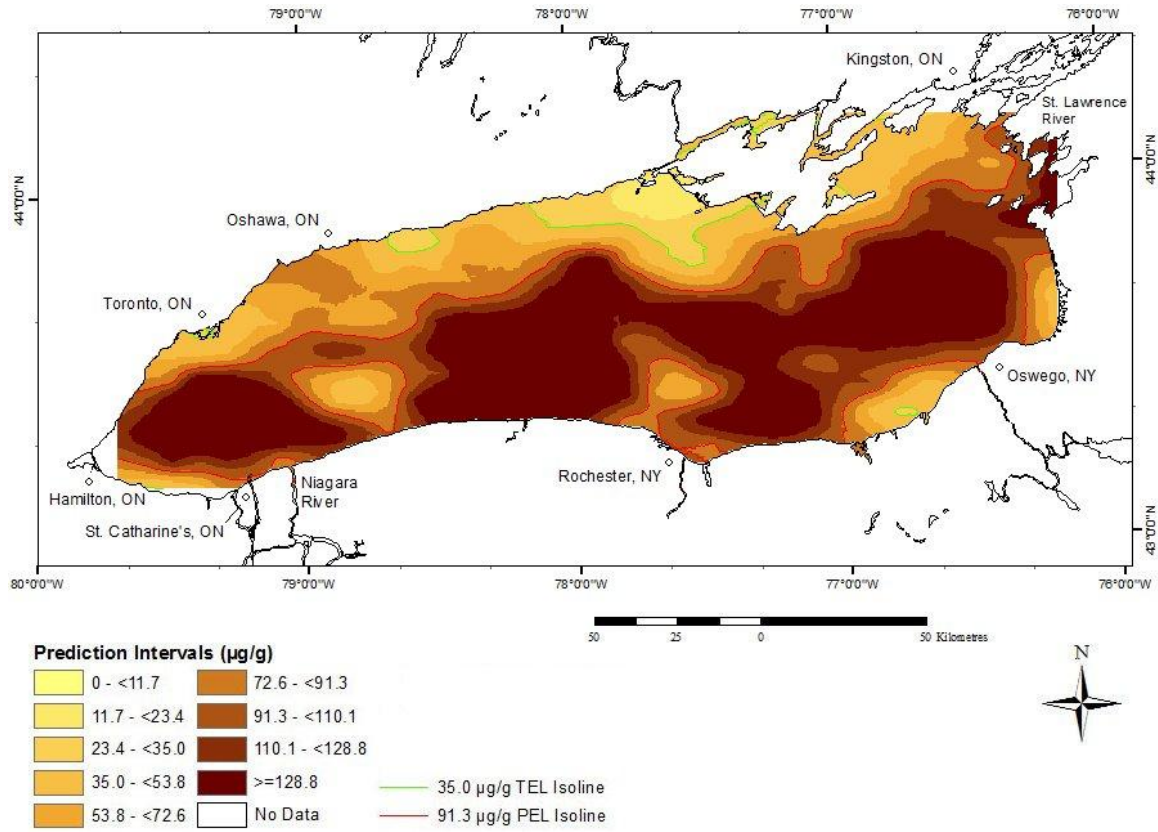 79°0'0"W
78°0'0"W
77°0'0"W
76°0'0"W
Kingston, ON
St. Lawrence
River
44°0'0"N
44°0'0"N
Oshawa, ON
Toronto, ON
Oswego, NY
Rochester, NY
Niagara
River
Hamilton, ON
St. Catharine's, ON
43°0'0"N
80°0'0"W
79°0'0"W
78°0'0"W
77°0'0"W
76°0'0"W
50 25 0 50 Kilometres
Prediction Intervals (µg/g)
0 - <11.7
11.7 - <23.4
23.4 - <35.0
35.0 - <53.8
53.8 - <72.6
72.6 - <91.3
91.3 - <110.1
110.1 - <128.8
>=128.8
No Data
35.0 µg/g TEL Isoline
91.3 µg/g PEL Isoline
N